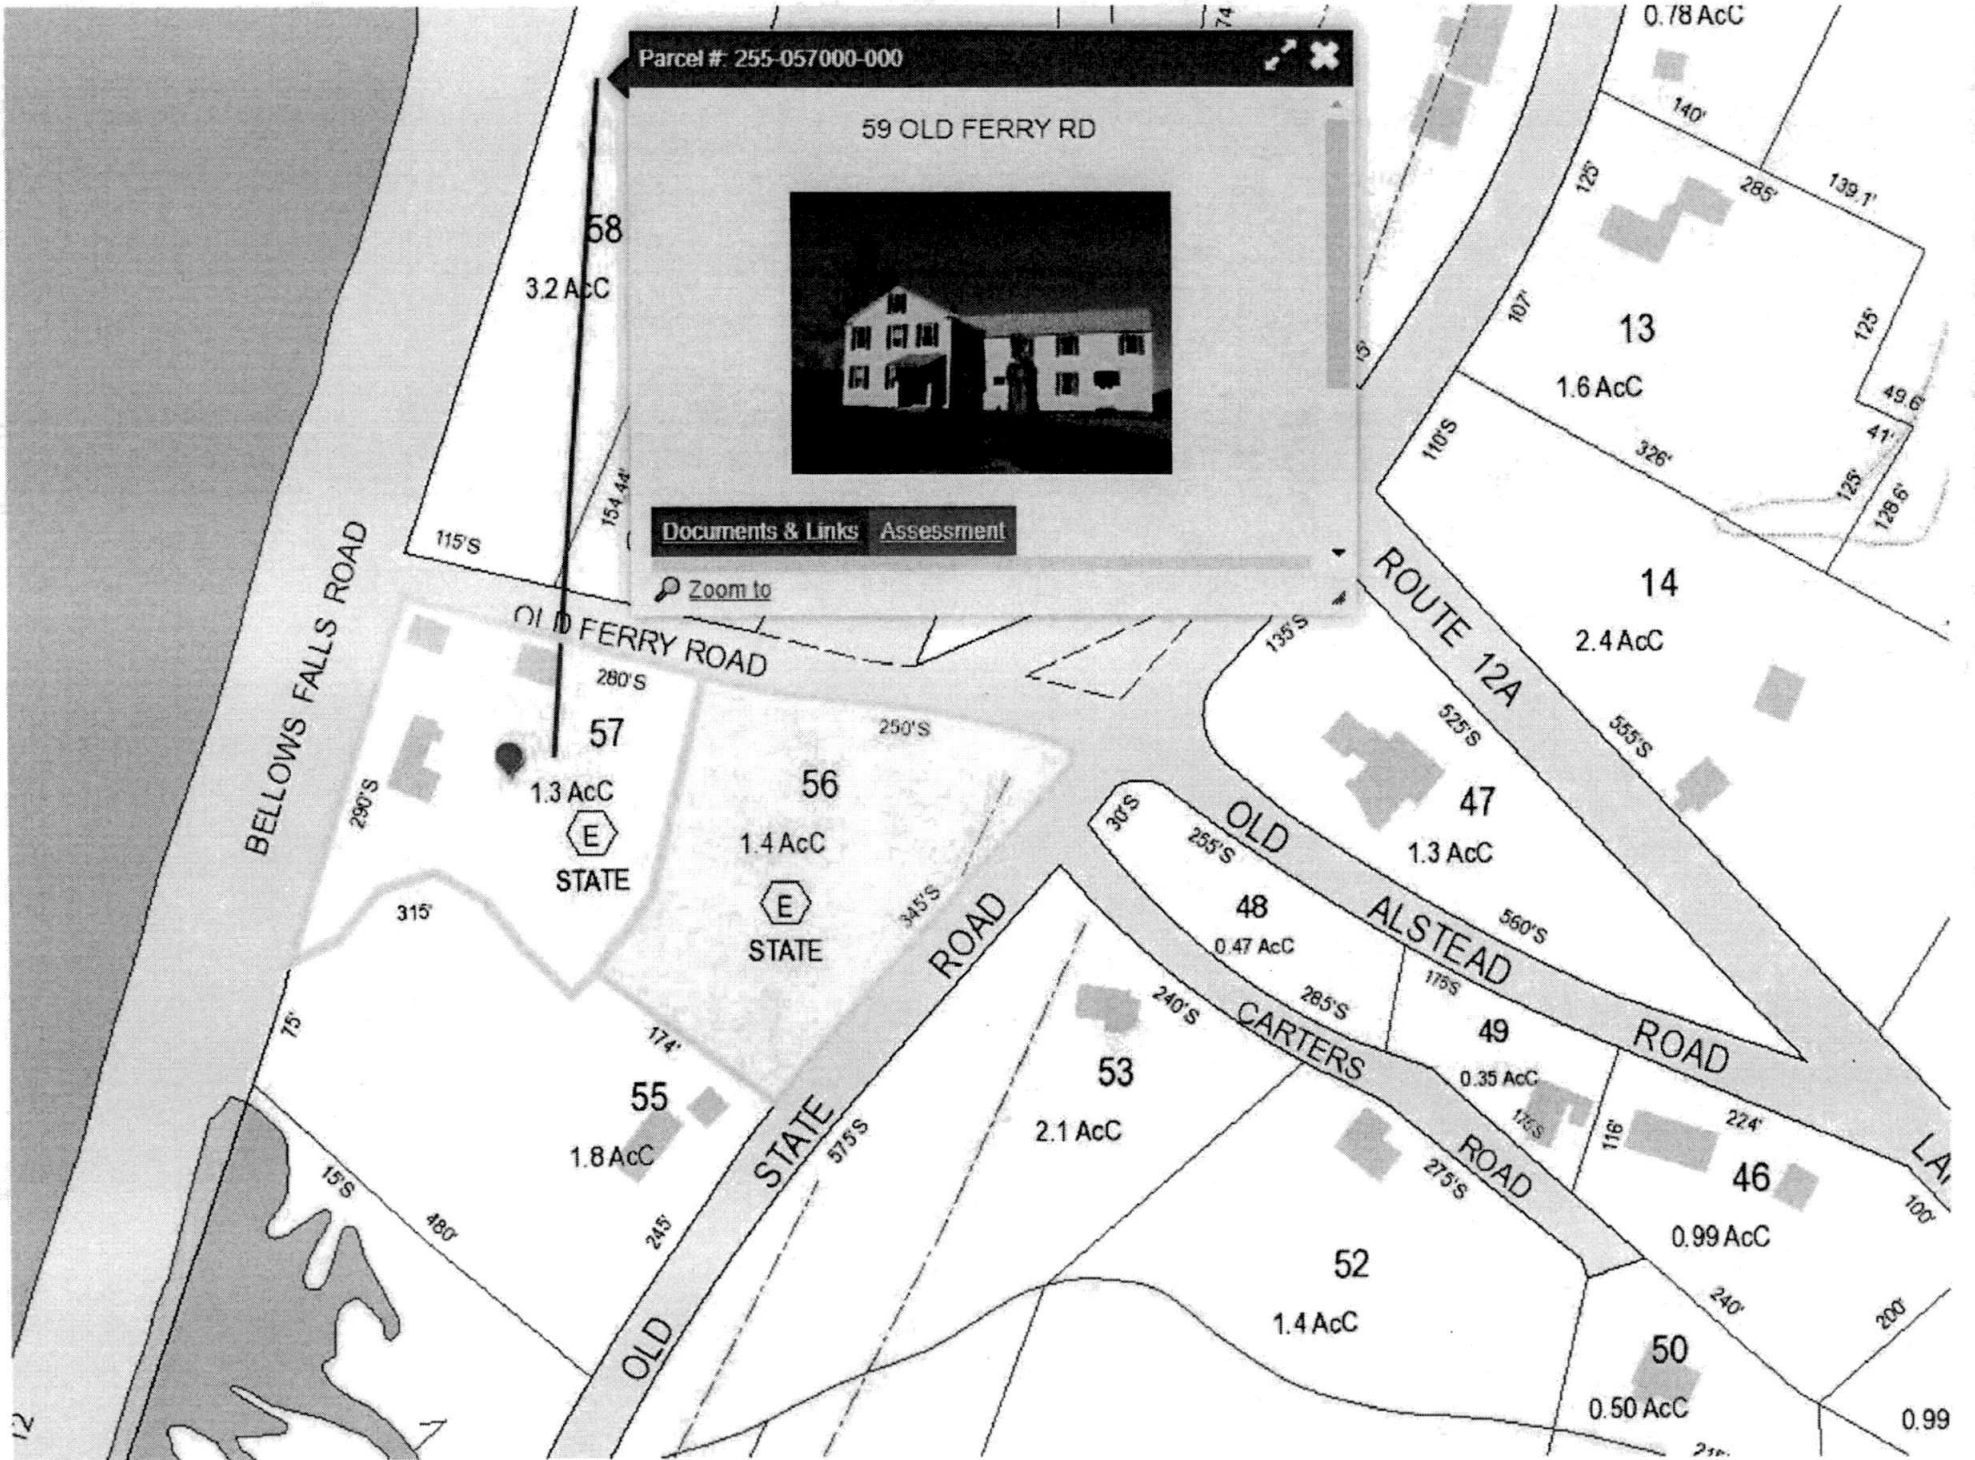 0.78 AcC
74
Parcel #: 255-057000-000
59 OLD FERRY RD
Documents & Links Assessment
Zoom to
58
3.2 AcC
154.44'
115'S
BELLOWS FALLS ROAD
OLD FERRY ROAD
280'S
57
1.3 AcC
E
STATE
290'S
315'
250'S
56
1.4 AcC
E
STATE
345'S
174'
75'
55
1.8 AcC
245'
15'S
480'
OLD STATE ROAD
575'S
140'
125'
285'
139.1'
107'
13
1.6 AcC
125'
49.6
41'
125'
128.6'
110'S
326'
14
2.4 AcC
ROUTE 12A
135'S
525'S
555'S
47
1.3 AcC
30'S
255'S
OLD ALSTEAD ROAD
560'S
48
0.47 AcC
285'S
175'S
49
0.35 AcC
175'S
116'
240'S
CARTERS ROAD
53
2.1 AcC
275'S
224'
46
0.99 AcC
100'
52
1.4 AcC
240'
200'
50
0.50 AcC
0.99